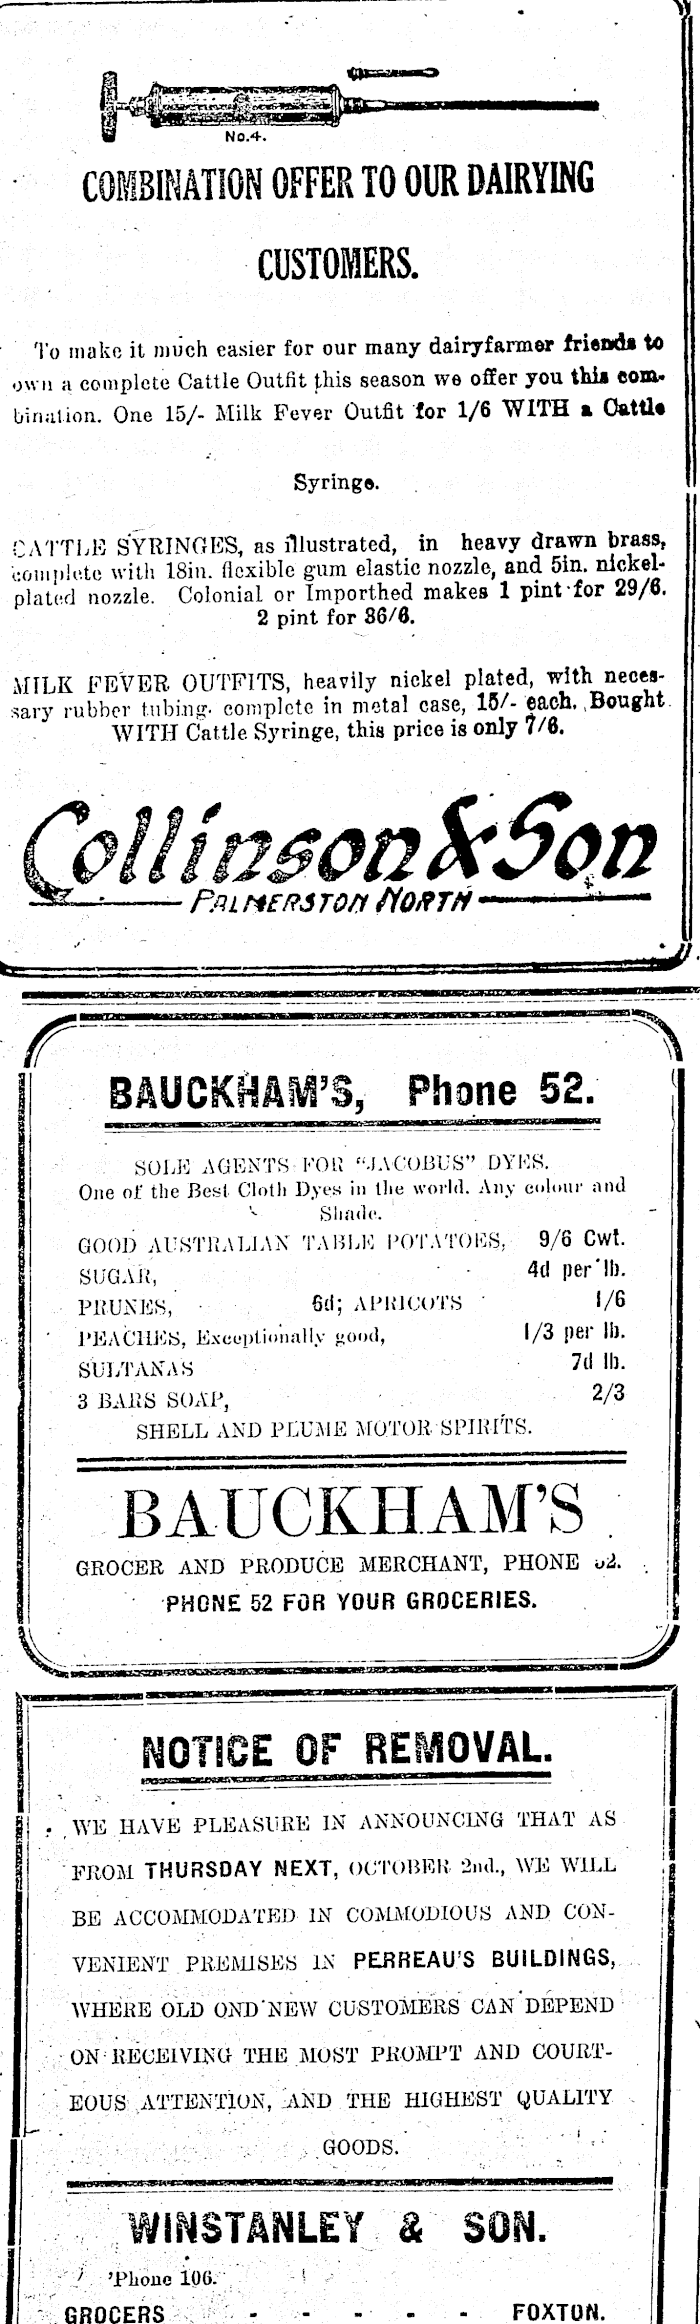 No.4.
COMBINATION OFFER TO OUR DAIRYING
CUSTOMERS.
To make it much easier for our many dairyfarmer friends to
own a complete Cattle Outfit this season we offer you this com-
bination. One 15/- Milk Fever Outfit for 1/6 WITH a Cattle
Syringe.
CATTLE SYRINGES, as illustrated, in heavy drawn brass,
complete with 18in. flexible gum elastic nozzle, and 5in. nickel-
plated nozzle. Colonial or Importhed makes 1 pint for 29/6.
2 pint for 36/6.
MILK FEVER OUTFITS, heavily nickel plated, with neces-
sary rubber tubing, complete in metal case, 15/- each. Bought
WITH Cattle Syringe, this price is only 7/6.
Collinson & Son
PALMERSTON NORTH
BAUCKHAM'S, Phone 52.
SOLE AGENTS FOR "JACOBUS" DYES.
One of the Best Cloth Dyes in the world. Any colour and
Shade.
GOOD AUSTRALIAN TABLE POTATOES, 9/6 Cwt.
SUGAR, 4d per lb.
PRUNES, 6d; APRICOTS 1/6
PEACHES, Exceptionally good, 1/3 per lb.
SULTANAS 7d lb.
3 BARS SOAP, 2/3
SHELL AND PLUME MOTOR SPIRITS.
BAUCKHAM'S
GROCER AND PRODUCE MERCHANT, PHONE 52.
PHONE 52 FOR YOUR GROCERIES.
NOTICE OF REMOVAL.
WE HAVE PLEASURE IN ANNOUNCING THAT AS
FROM THURSDAY NEXT, OCTOBER 2nd., WE WILL
BE ACCOMMODATED IN COMMODIOUS AND CON-
VENIENT PREMISES IN PERREAU'S BUILDINGS,
WHERE OLD OND NEW CUSTOMERS CAN DEPEND
ON RECEIVING THE MOST PROMPT AND COURT-
EOUS ATTENTION, AND THE HIGHEST QUALITY
GOODS.
WINSTANLEY & SON.
'Phone 106.
GROCERS - - - - - FOXTON.